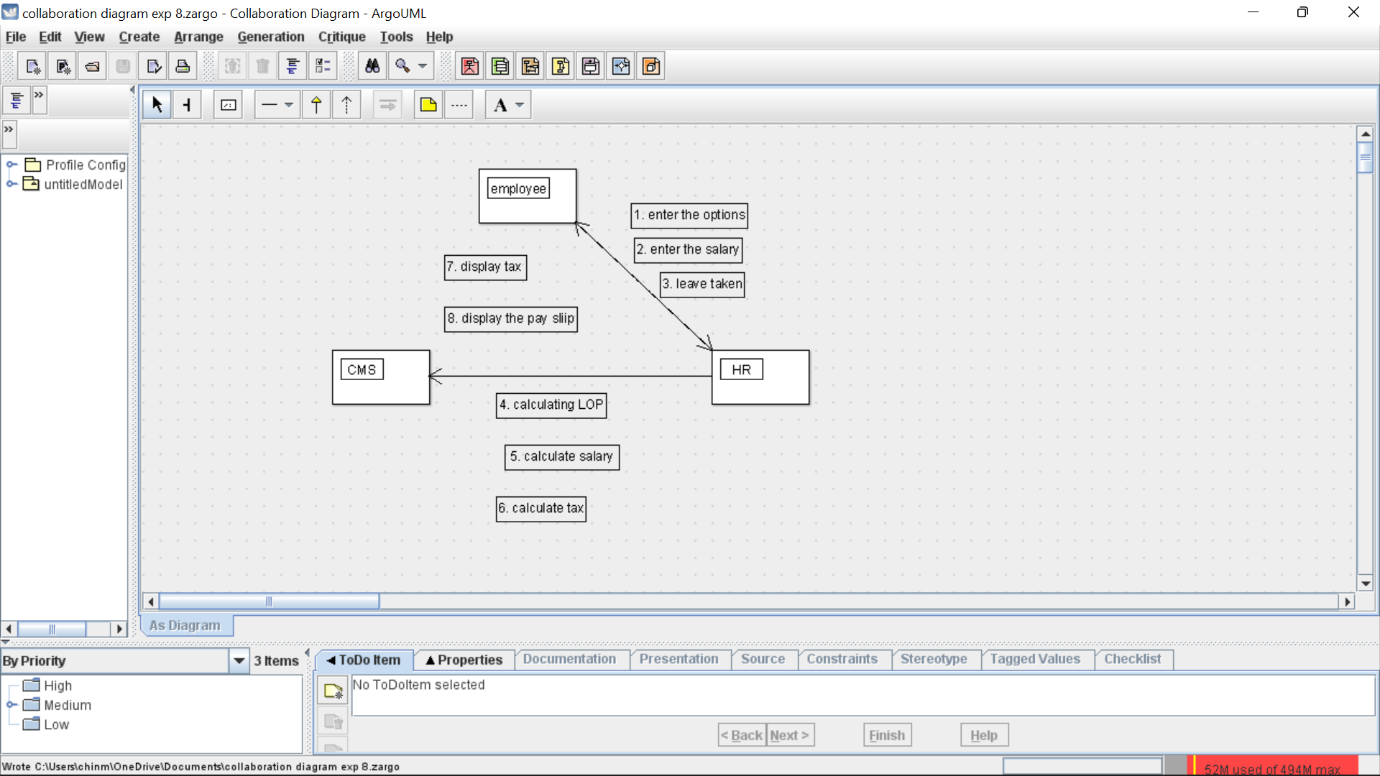 collaboration diagram exp 8.zargo - Collaboration Diagram - ArgoUML
File Edit View Create Arrange Generation Critique Tools Help
A
Profile Config
untitledModel
employee
1. enter the options
2. enter the salary
3. leave taken
7. display tax
8. display the pay sliip
CMS
HR
4. calculating LOP
5. calculate salary
6. calculate tax
As Diagram
By Priority
3 Items
High
Medium
Low
ToDo Item
Properties
Documentation
Presentation
Source
Constraints
Stereotype
Tagged Values
Checklist
No ToDoItem selected
< Back Next > Finish Help
Wrote C:\Users\chinm\OneDrive\Documents\collaboration diagram exp 8.zargo
52M used of 494M max